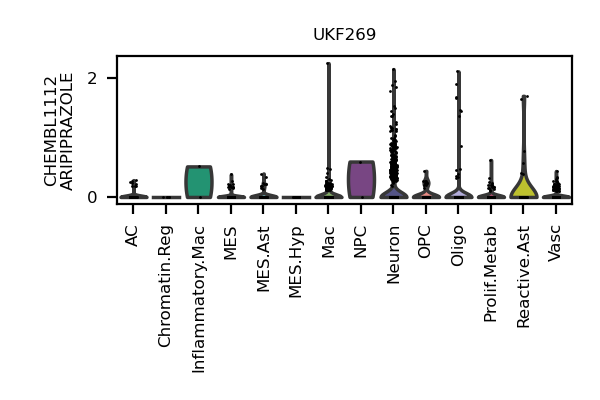 UKF269
CHEMBL1112
ARIPIPRAZOLE
2
0
AC
Chromatin.Reg
Inflammatory.Mac
MES
MES.Ast
MES.Hyp
Mac
NPC
Neuron
OPC
Oligo
Prolif.Metab
Reactive.Ast
Vasc